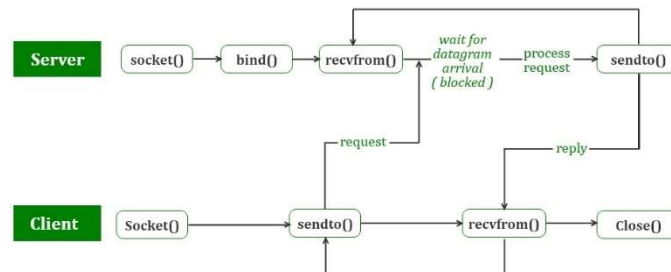 Server
socket()
bind()
recvfrom()
wait for
datagram
arrival
( blocked )
process
request
sendto()
request
reply
Client
Socket()
sendto()
recvfrom()
Close()